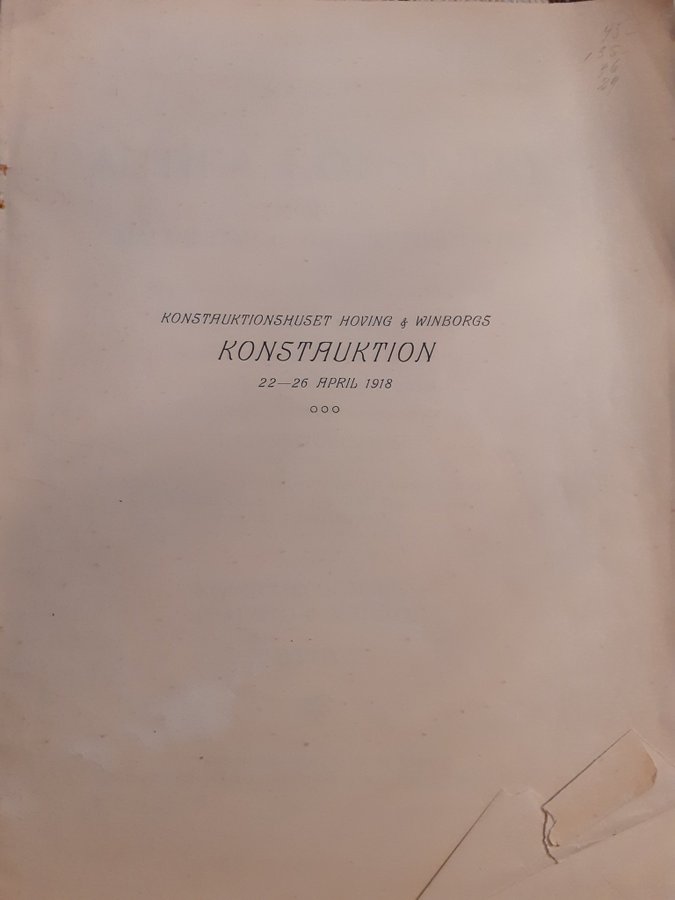 KONSTAUKTIONSHUSET HOVING & WINBORGS
KONSTAUKTION
22—26 APRIL 1918